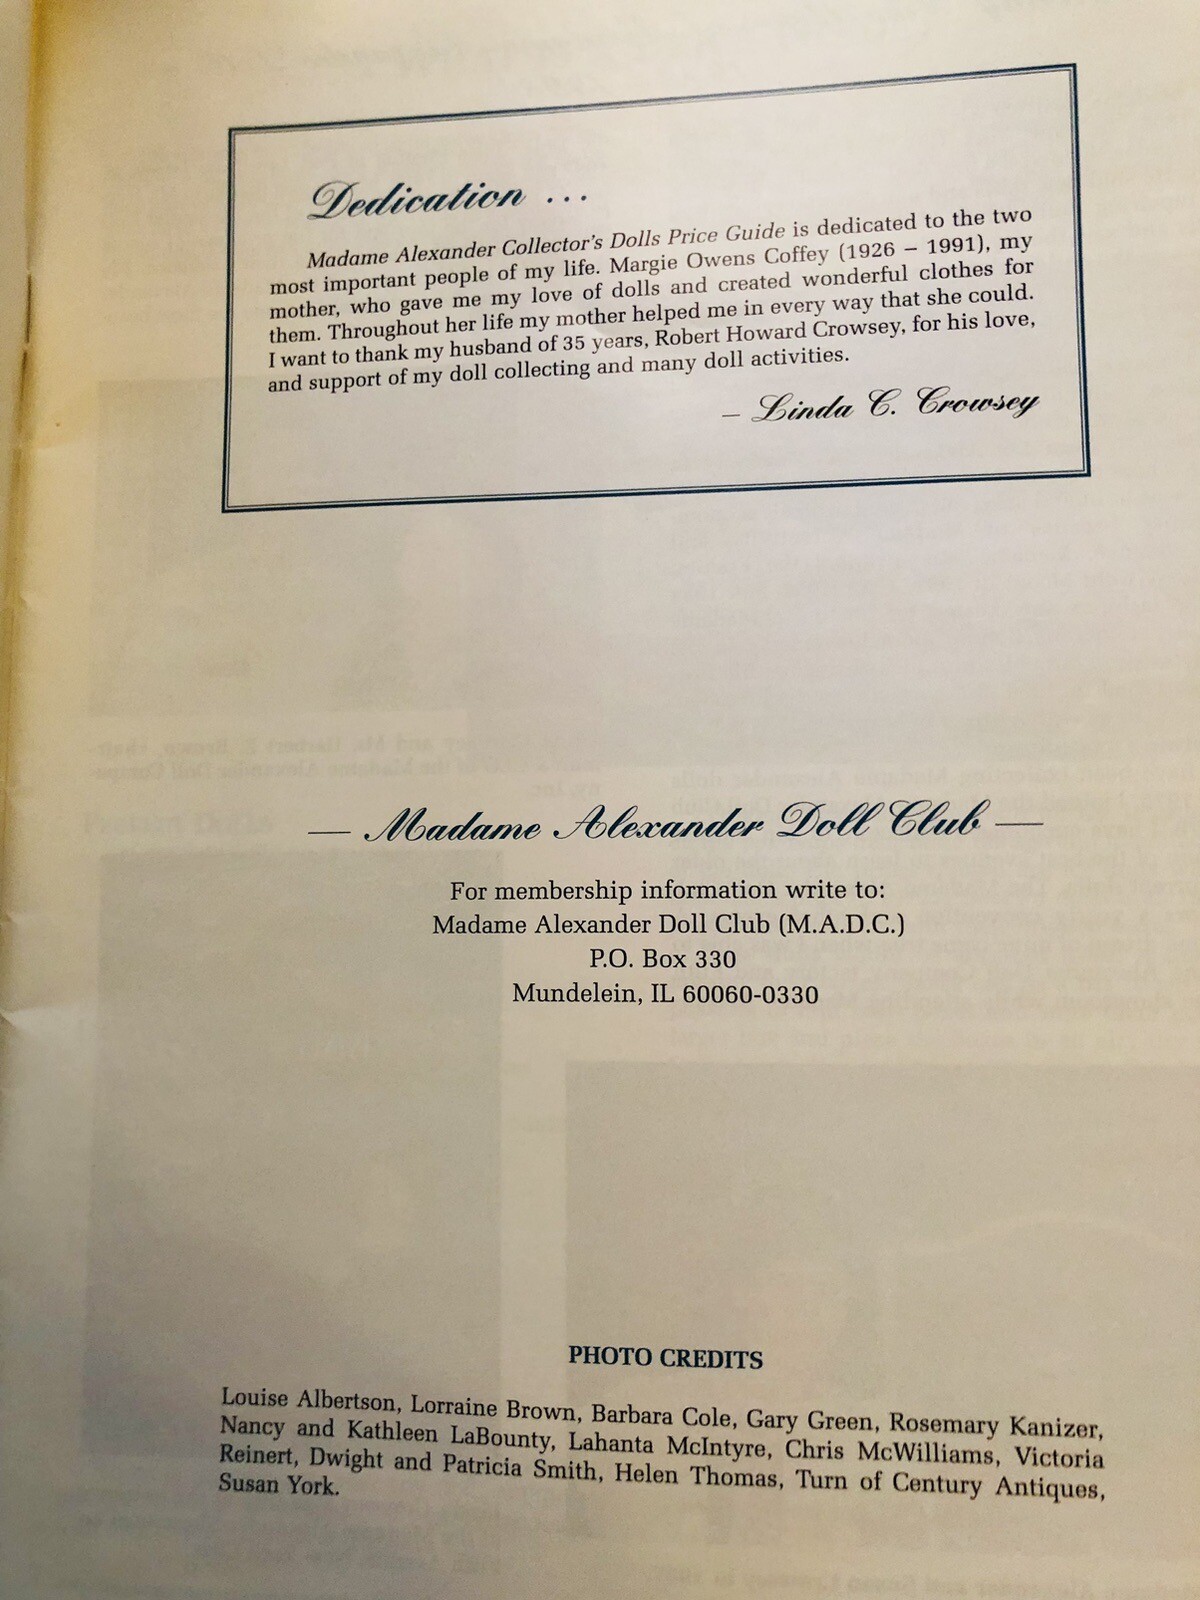 Dedication ...
Madame Alexander Collector's Dolls Price Guide is dedicated to the two
most important people of my life. Margie Owens Coffey (1926 – 1991), my
mother, who gave me my love of dolls and created wonderful clothes for
them. Throughout her life my mother helped me in every way that she could.
I want to thank my husband of 35 years, Robert Howard Crowsey, for his love,
and support of my doll collecting and many doll activities.
– Linda C. Crowsey
— Madame Alexander Doll Club —
For membership information write to:
Madame Alexander Doll Club (M.A.D.C.)
P.O. Box 330
Mundelein, IL 60060-0330
PHOTO CREDITS
Louise Albertson, Lorraine Brown, Barbara Cole, Gary Green, Rosemary Kanizer,
Nancy and Kathleen LaBounty, Lahanta McIntyre, Chris McWilliams, Victoria
Reinert, Dwight and Patricia Smith, Helen Thomas, Turn of Century Antiques,
Susan York.